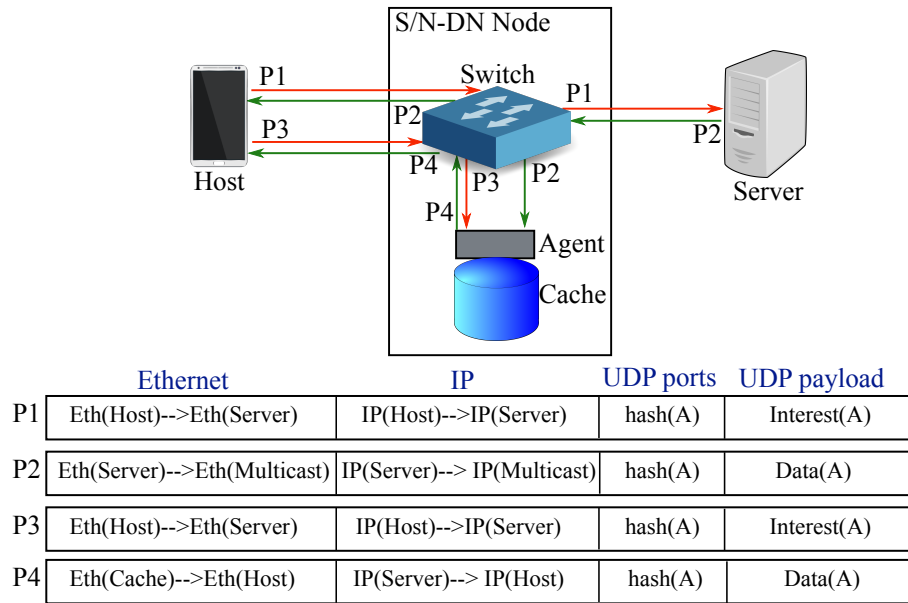 S/N-DN Node
Switch
P1
P1
P2
P2
P3
P4
P3
P2
Host
Server
P4
Agent
Cache
Ethernet IP UDP ports UDP payload
P1 Eth(Host)-->Eth(Server) IP(Host)-->IP(Server) hash(A) Interest(A)
P2 Eth(Server)-->Eth(Multicast) IP(Server)--> IP(Multicast) hash(A) Data(A)
P3 Eth(Host)-->Eth(Server) IP(Host)-->IP(Server) hash(A) Interest(A)
P4 Eth(Cache)-->Eth(Host) IP(Server)--> IP(Host) hash(A) Data(A)